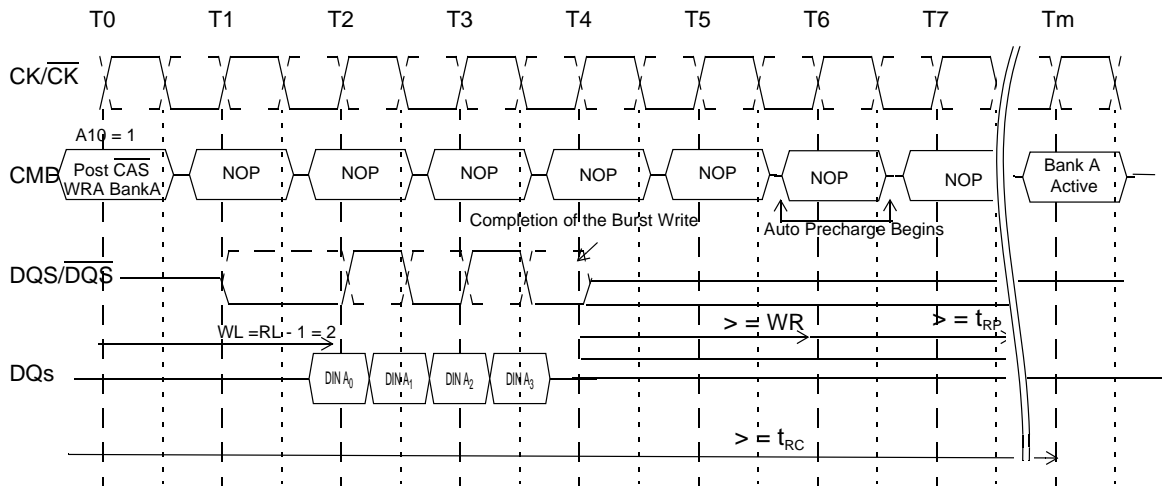 T0 T1 T2 T3 T4 T5 T6 T7 Tm
CK/CK
A10 = 1
CMD
Post CAS
WRA BankA
NOP NOP NOP NOP NOP NOP NOP
Bank A
Active
Completion of the Burst Write
Auto Precharge Begins
DQS/DQS
WL =RL - 1 = 2
> = WR
> = tRP
DQs
DIN A0 DIN A1 DIN A2 DIN A3
> = tRC